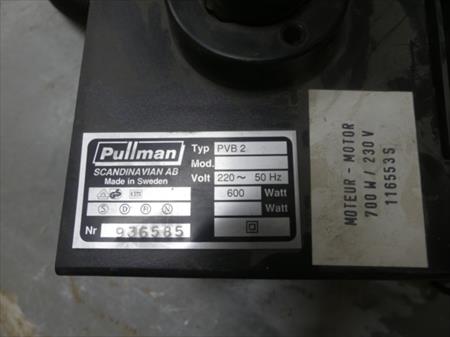 Pullman
SCANDINAVIAN AB
Made in Sweden
Typ PVB 2
Mod.
Volt 220~ 50 Hz
600 Watt
Watt
S D R N
Nr 936585
MOTEUR - MOTOR
700 W / 230 V
1165535